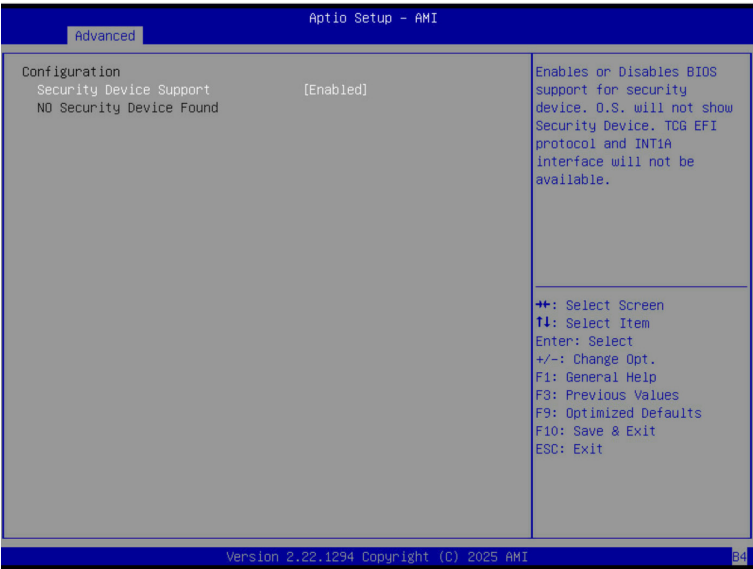 Aptio Setup – AMI
Advanced
Configuration
Security Device Support [Enabled]
NO Security Device Found
Enables or Disables BIOS
support for security
device. O.S. will not show
Security Device. TCG EFI
protocol and INT1A
interface will not be
available.
→←: Select Screen
↑↓: Select Item
Enter: Select
+/-: Change Opt.
F1: General Help
F3: Previous Values
F9: Optimized Defaults
F10: Save & Exit
ESC: Exit
Version 2.22.1294 Copyright (C) 2025 AMI
B4